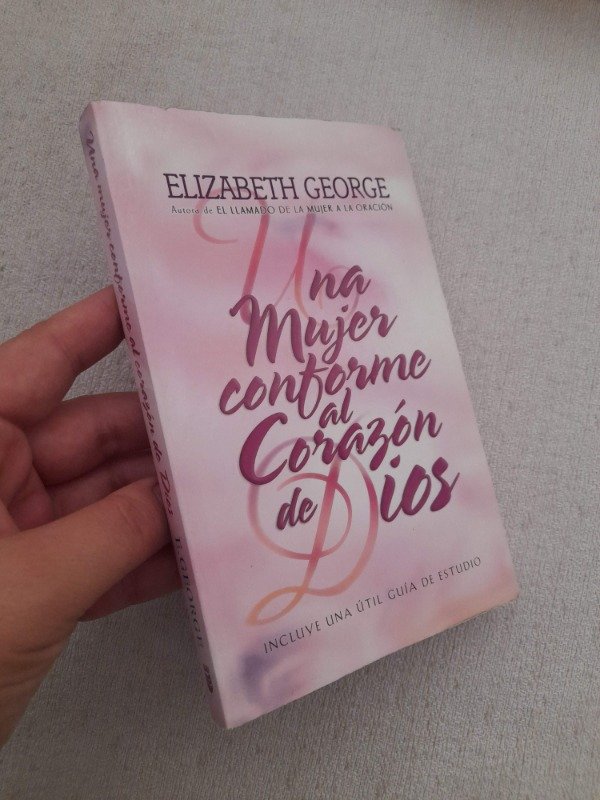 ELIZABETH GEORGE
Autora de EL LLAMADO DE LA MUJER A LA ORACIÓN
Una
Mujer
conforme
al
Corazón
de Dios
INCLUYE UNA ÚTIL GUÍA DE ESTUDIO
Una mujer conforme al corazón de Dios E. GEORGE